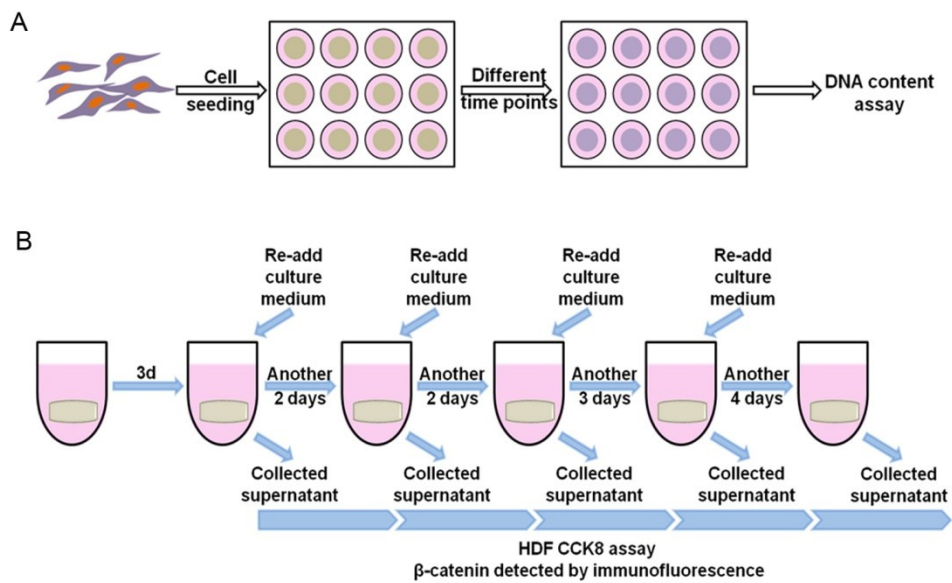 A
Cell
seeding
Different
time points
DNA content
assay
B
Re-add
culture
medium
Re-add
culture
medium
Re-add
culture
medium
Re-add
culture
medium
3d
Another
2 days
Another
2 days
Another
3 days
Another
4 days
Collected
supernatant
Collected
supernatant
Collected
supernatant
Collected
supernatant
Collected
supernatant
HDF CCK8 assay
β-catenin detected by immunofluorescence